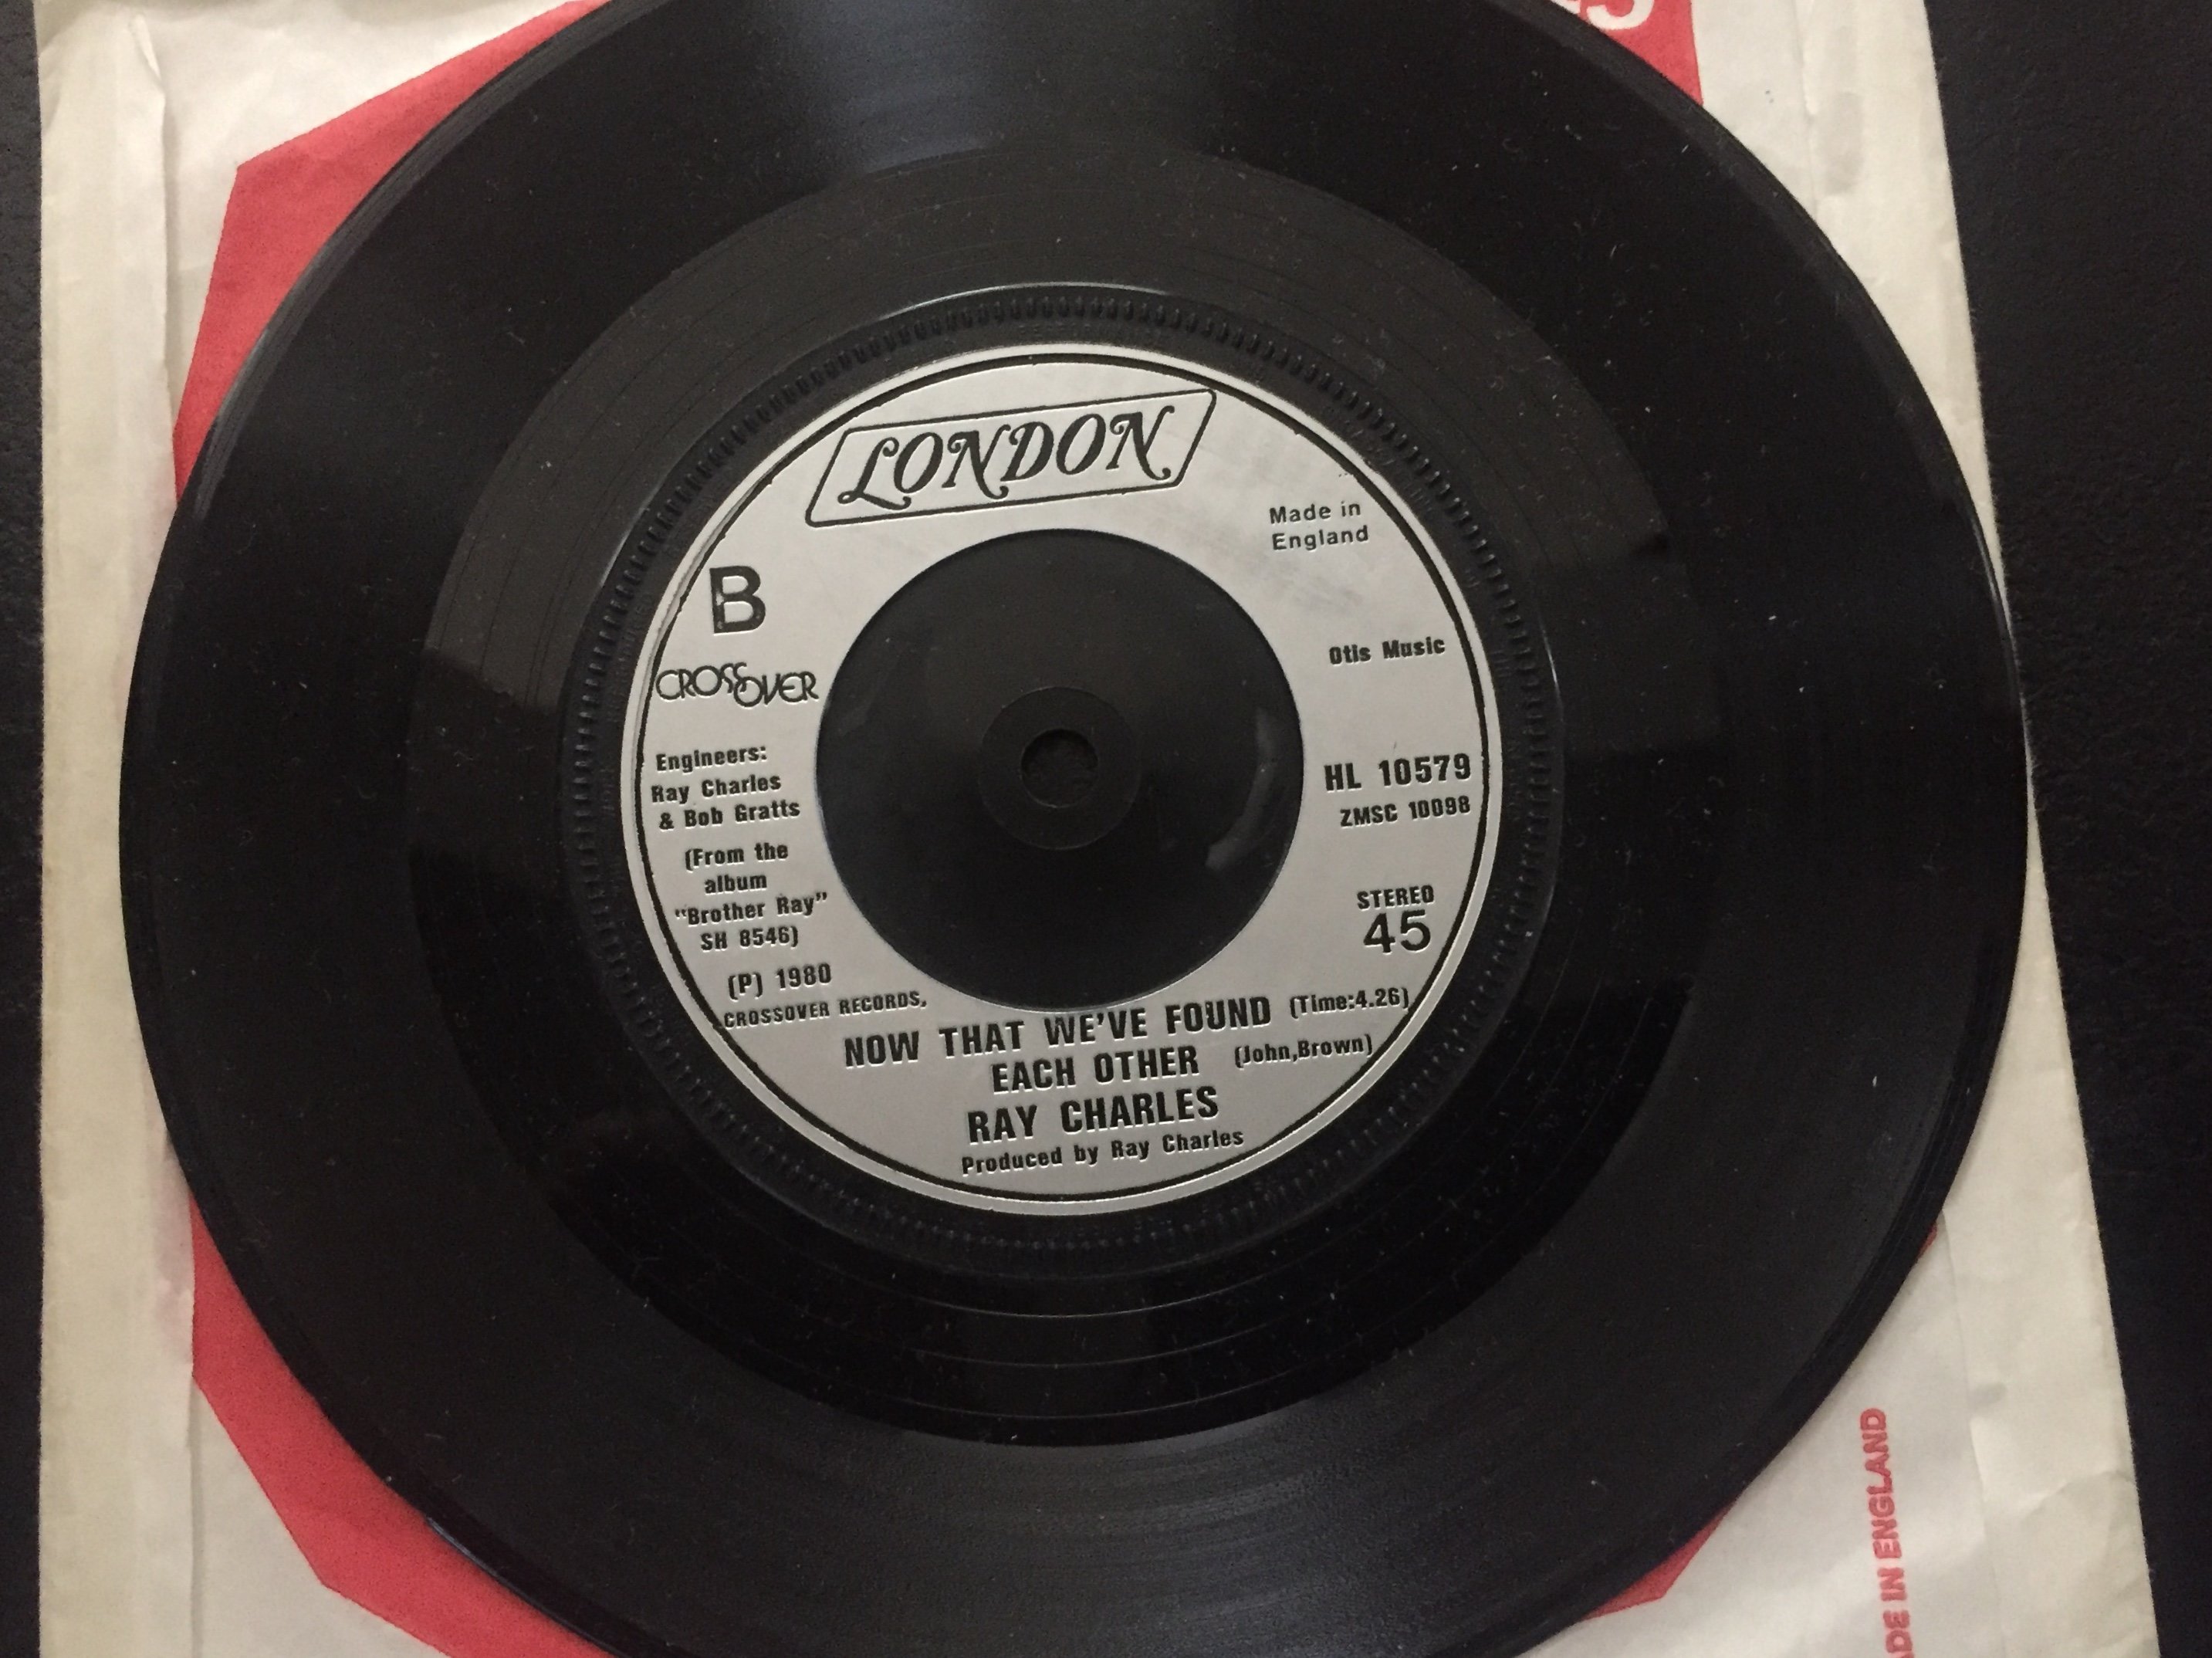 LONDON
Made in
England
B
CROSSOVER
Otis Music
Engineers:
Ray Charles
& Bob Gratts
(From the
album
"Brother Ray"
SH 8546)
(P) 1980
CROSSOVER RECORDS,
HL 10579
ZMSC 10098
STEREO
45
NOW THAT WE'VE FOUND (Time:4.26)
EACH OTHER (John,Brown)
RAY CHARLES
Produced by Ray Charles
ADE IN ENGLAND